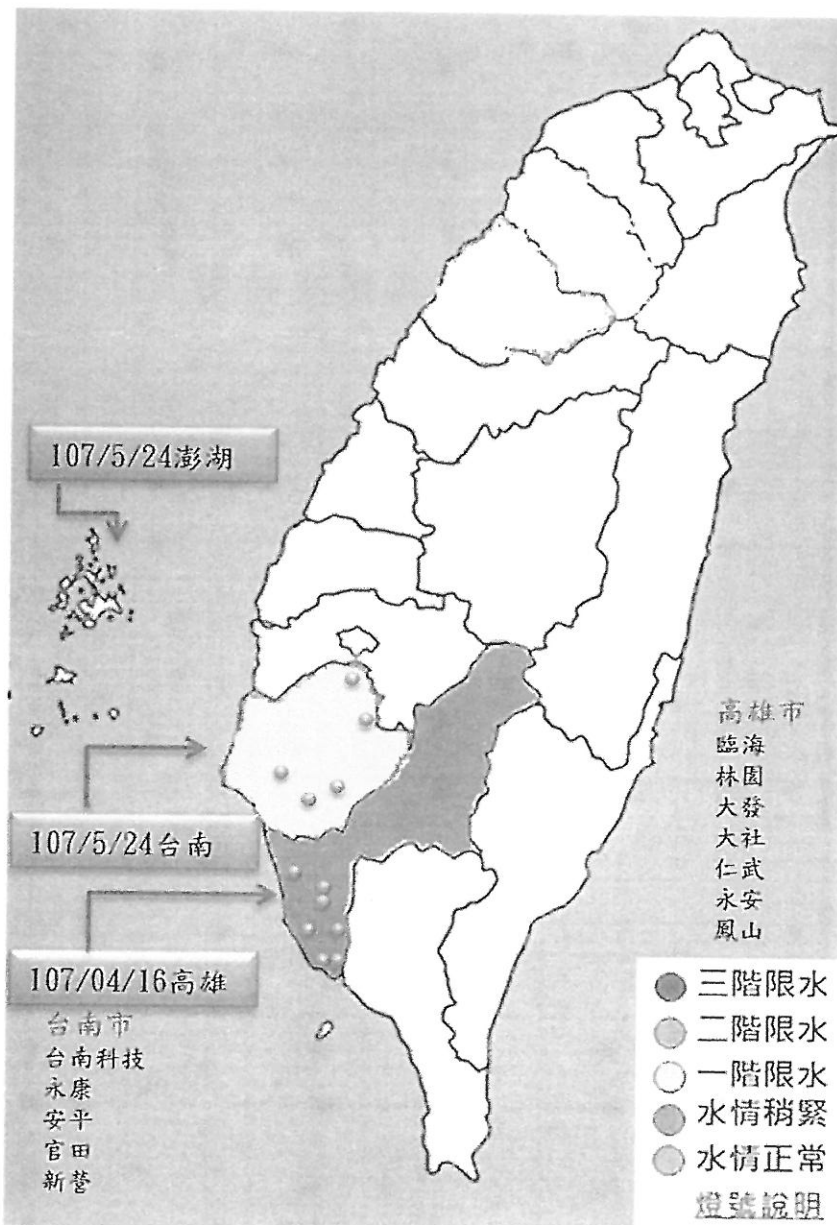 107/5/24澎湖
107/5/24台南
107/04/16高雄
台南市
台南科技
永康
安平
官田
新營
高雄市
臨海
林園
大發
大社
仁武
永安
鳳山
三階限水
二階限水
一階限水
水情稍緊
水情正常
燈號說明